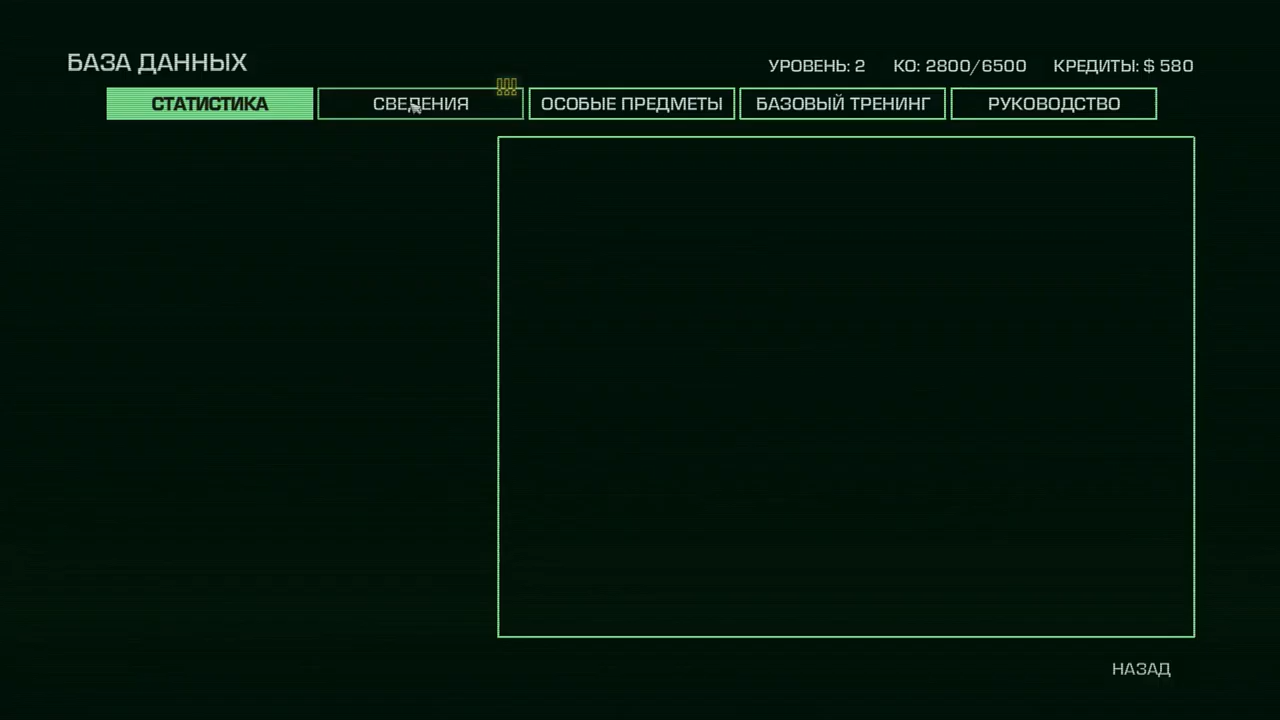 БАЗА ДАННЫХ
УРОВЕНЬ: 2 КО: 2800/6500 КРЕДИТЫ: $ 580
СТАТИСТИКА СВЕДЕНИЯ !!! ОСОБЫЕ ПРЕДМЕТЫ БАЗОВЫЙ ТРЕНИНГ РУКОВОДСТВО
НАЗАД